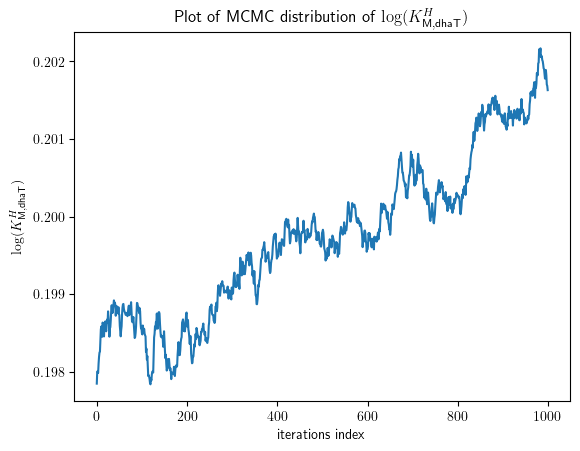 Plot of MCMC distribution of log(K^H_M,dhaT)
log(K^H_M,dhaT)
0.202
0.201
0.200
0.199
0.198
0 200 400 600 800 1000
iterations index